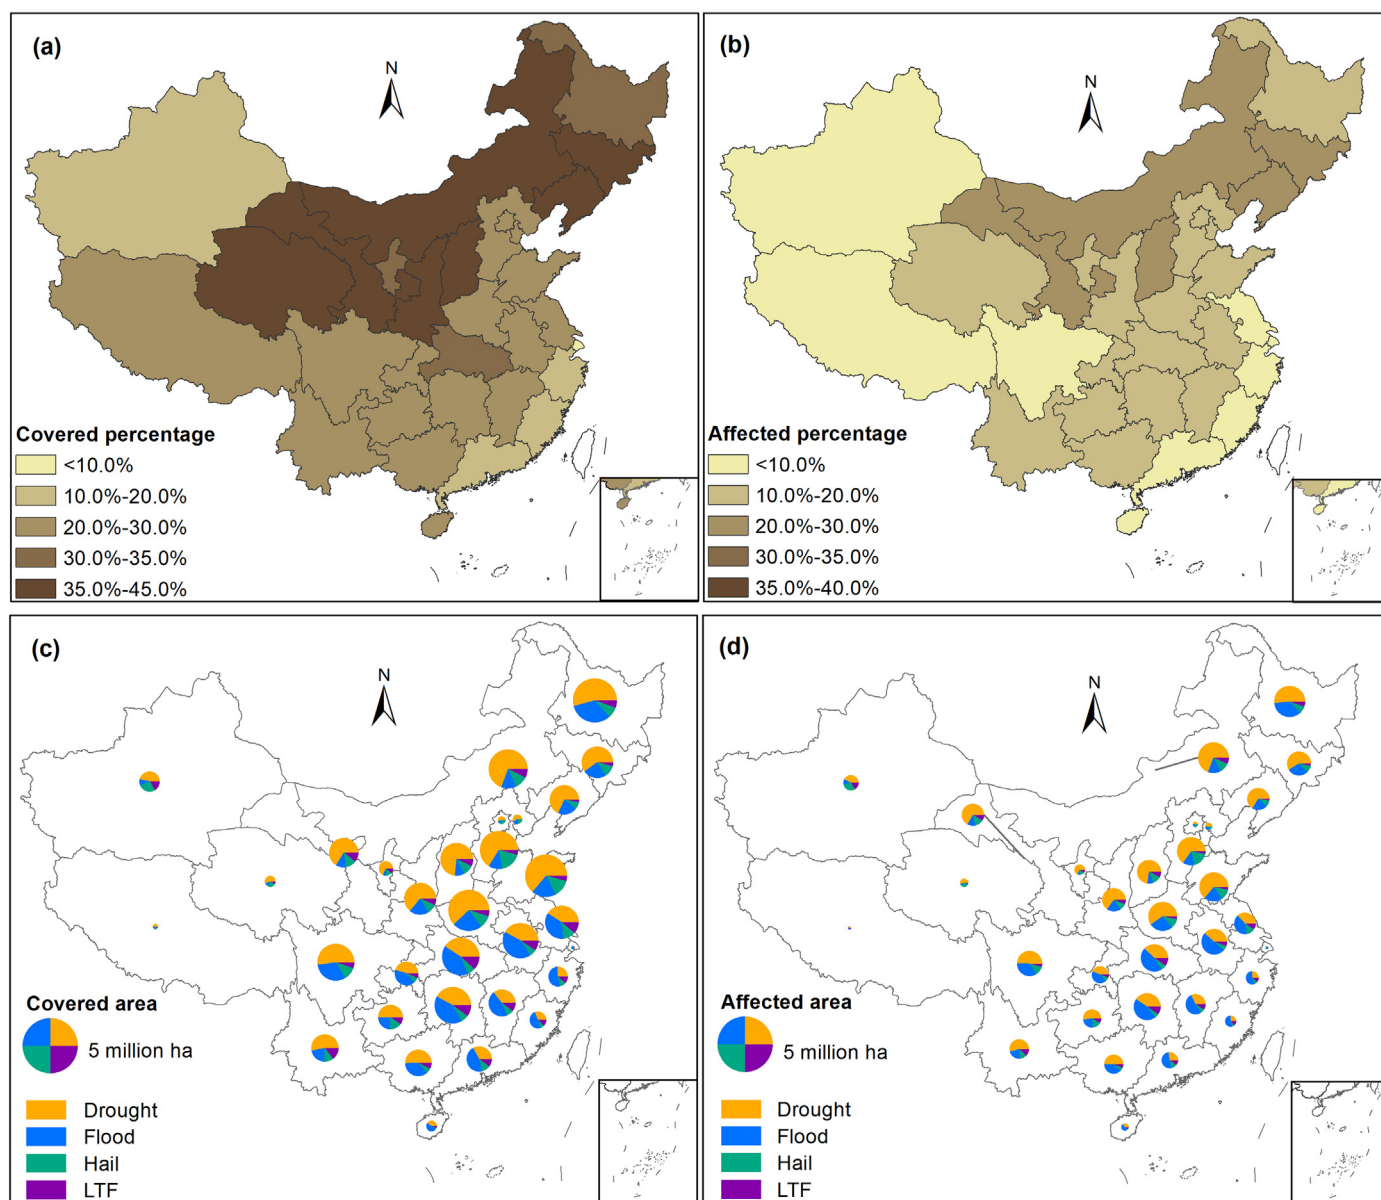 (a)
N
Covered percentage
<10.0%
10.0%-20.0%
20.0%-30.0%
30.0%-35.0%
35.0%-45.0%
(b)
N
Affected percentage
<10.0%
10.0%-20.0%
20.0%-30.0%
30.0%-35.0%
35.0%-40.0%
(c)
N
Covered area
5 million ha
Drought
Flood
Hail
LTF
(d)
N
Affected area
5 million ha
Drought
Flood
Hail
LTF